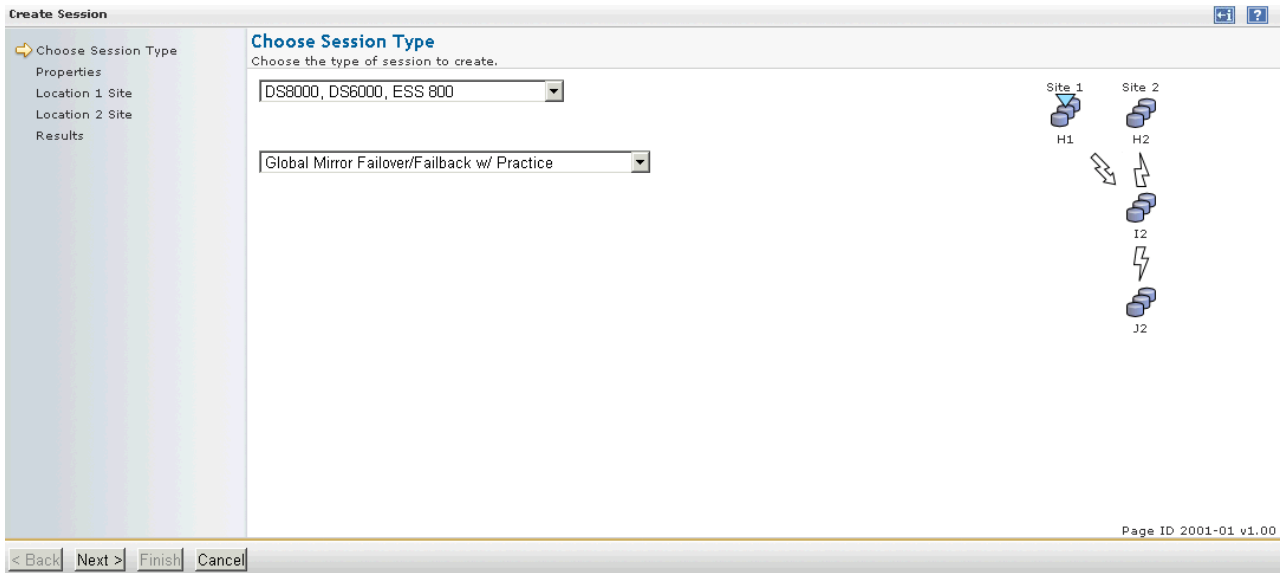 Create Session
Choose Session Type
Properties
Location 1 Site
Location 2 Site
Results
Choose Session Type
Choose the type of session to create.
DS8000, DS6000, ESS 800
Global Mirror Failover/Failback w/ Practice
Site 1 Site 2
H1 H2
I2
J2
Page ID 2001-01 v1.00
< Back Next > Finish Cancel